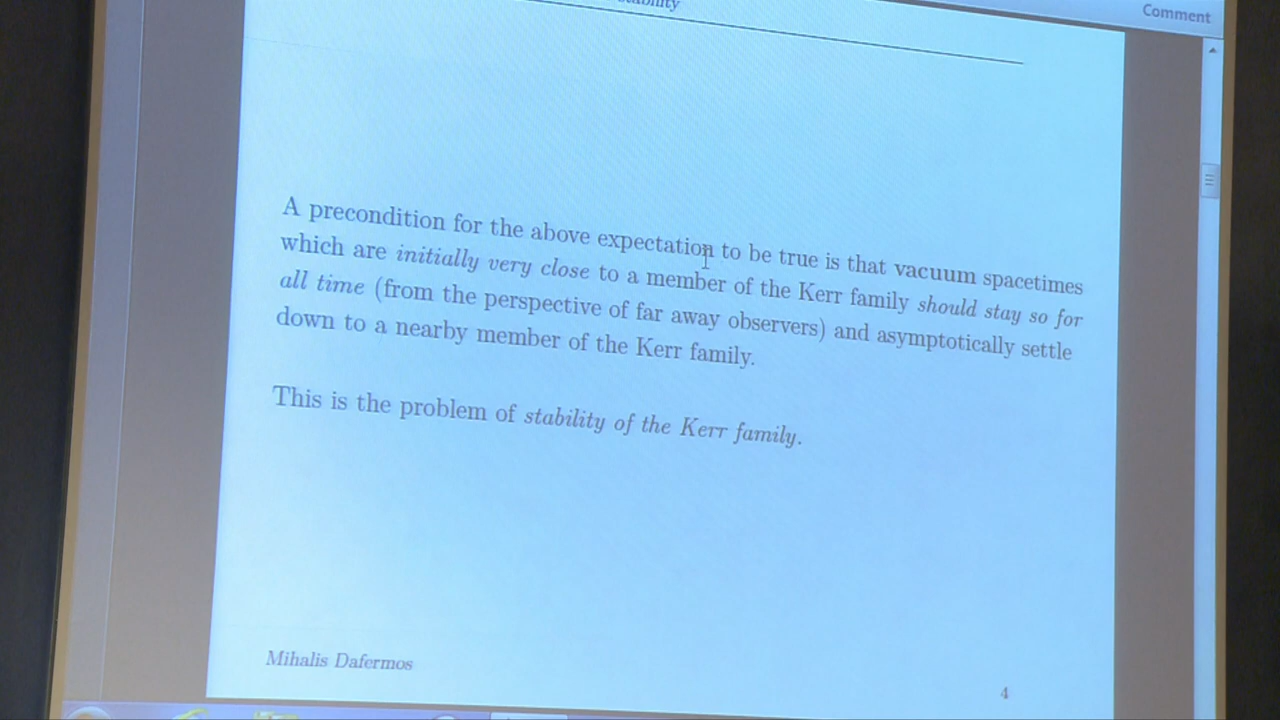 Comment
A precondition for the above expectation to be true is that vacuum spacetimes
which are initially very close to a member of the Kerr family should stay so for
all time (from the perspective of far away observers) and asymptotically settle
down to a nearby member of the Kerr family.
This is the problem of stability of the Kerr family.
Mihalis Dafermos
4